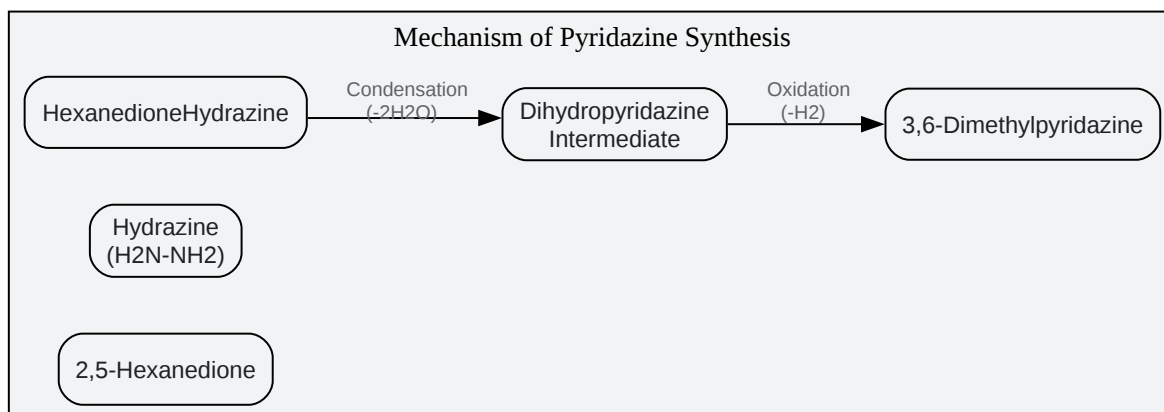 Mechanism of Pyridazine Synthesis
HexanedioneHydrazine
Condensation
(-2H2O)
Dihydropyridazine
Intermediate
Oxidation
(-H2)
3,6-Dimethylpyridazine
Hydrazine
(H2N-NH2)
2,5-Hexanedione